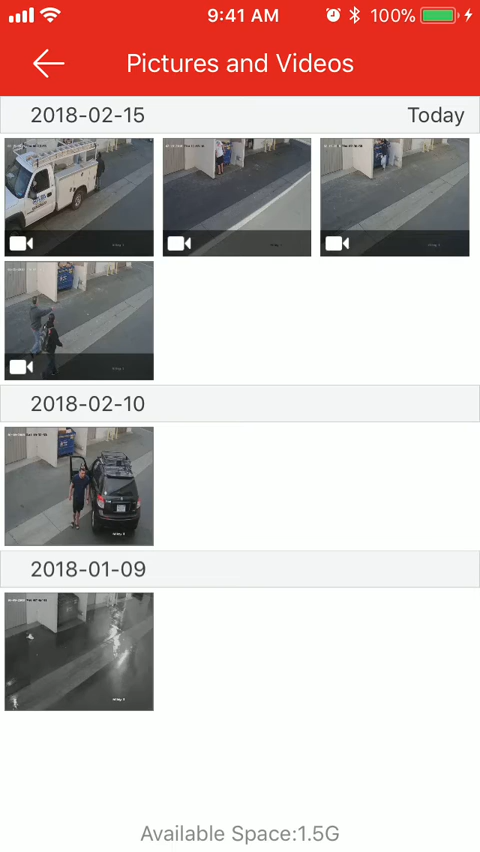 9:41 AM
100%
Pictures and Videos
2018-02-15
Today
2018-02-10
2018-01-09
Available Space:1.5G